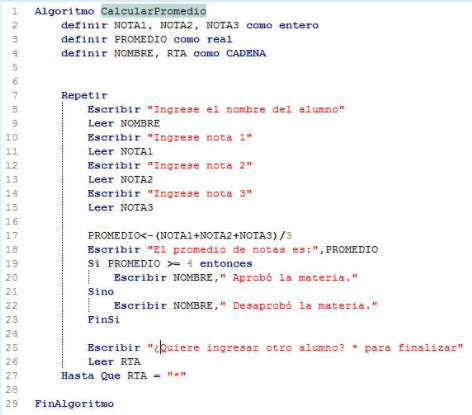 1 Algoritmo CalcularPromedio
2 definir NOTA1, NOTA2, NOTA3 como entero
3 definir PROMEDIO como real
4 definir NOMBRE, RTA como CADENA
5
6
7 Repetir
8 Escribir "Ingrese el nombre del alumno"
9 Leer NOMBRE
10 Escribir "Ingrese nota 1"
11 Leer NOTA1
12 Escribir "Ingrese nota 2"
13 Leer NOTA2
14 Escribir "Ingrese nota 3"
15 Leer NOTA3
16
17 PROMEDIO<-(NOTA1+NOTA2+NOTA3)/3
18 Escribir "El promedio de notas es:",PROMEDIO
19 Si PROMEDIO >= 4 entonces
20 Escribir NOMBRE," Aprobó la materia."
21 Sino
22 Escribir NOMBRE," Desaprobó la materia."
23 FinSi
24
25 Escribir "¿Quiere ingresar otro alumno? * para finalizar"
26 Leer RTA
27 Hasta Que RTA = "*"
28
29 FinAlgoritmo